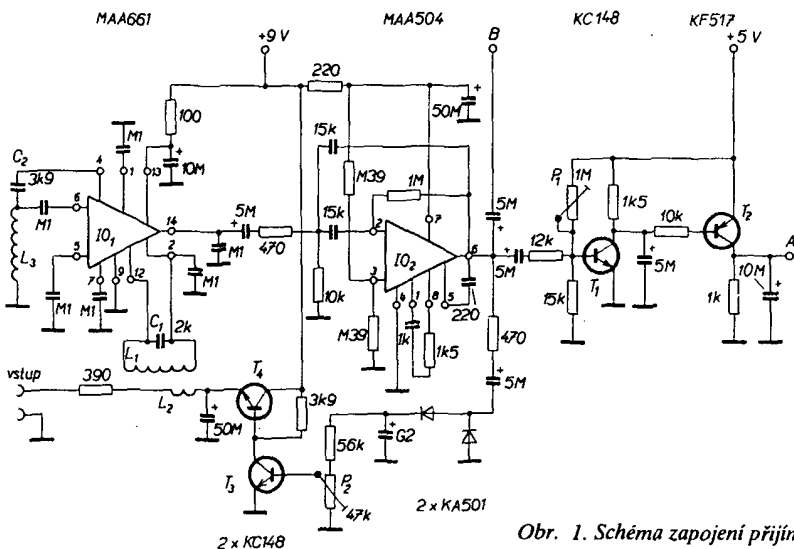 MAA661 MAA504 KC148 KF517
+9 V B +5 V
220
100 50M
M1 15k
C2 4 1 13 10M M39 1M P1 1M 1k5
3k9 7 5M T2
M1 6 14 5M 15k 2 10k
L3 IO1 IO2 6 5M 12k A
5 2 M1 470 3 T1 5M 10M
7 9 12 M1 10k 4 1 8 5 220 15k 1k
M1 M1 C1 2k M39 1k 1k5 470
L1
vstup 390 T4 5M
L2 50M 3k9 56k G2
T3 P2
47k 2 x KA501
2 x KC148
Obr. 1. Schéma zapojení přijím